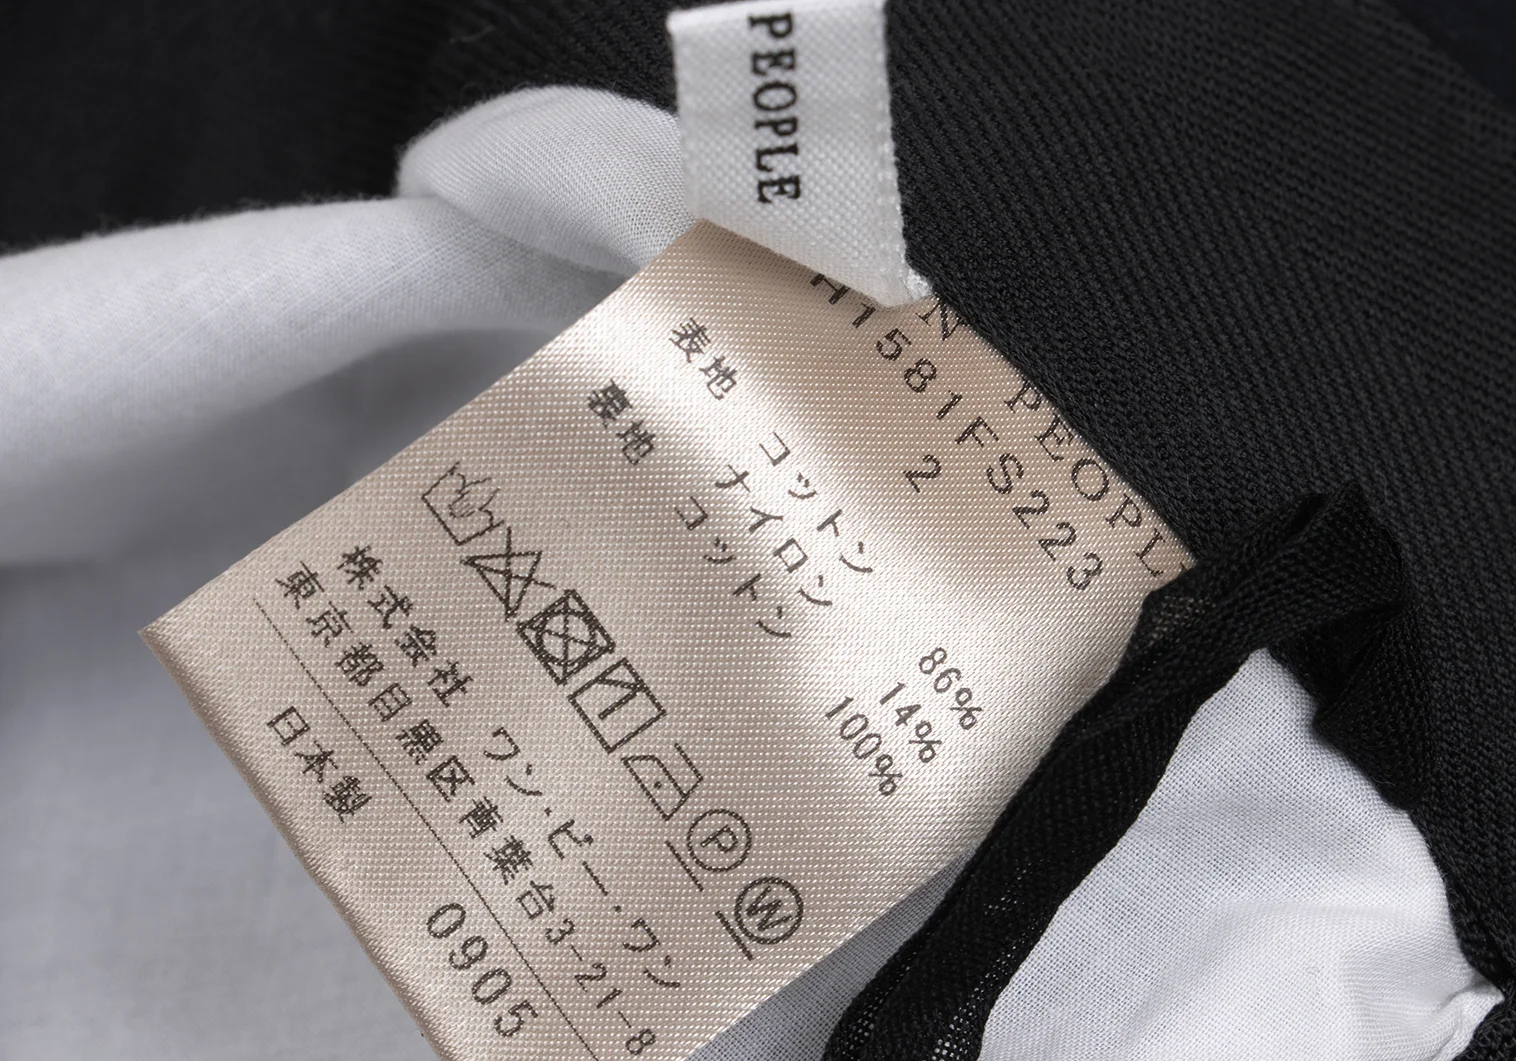 PEOPLE
N PEOPL
H1581FS223
2
表地 コットン 86%
ナイロン 14%
裏地 コットン 100%
P
W
株式会社 ワン・ピー・ワン
東京都目黒区青葉台3-21-8
日本製 0905